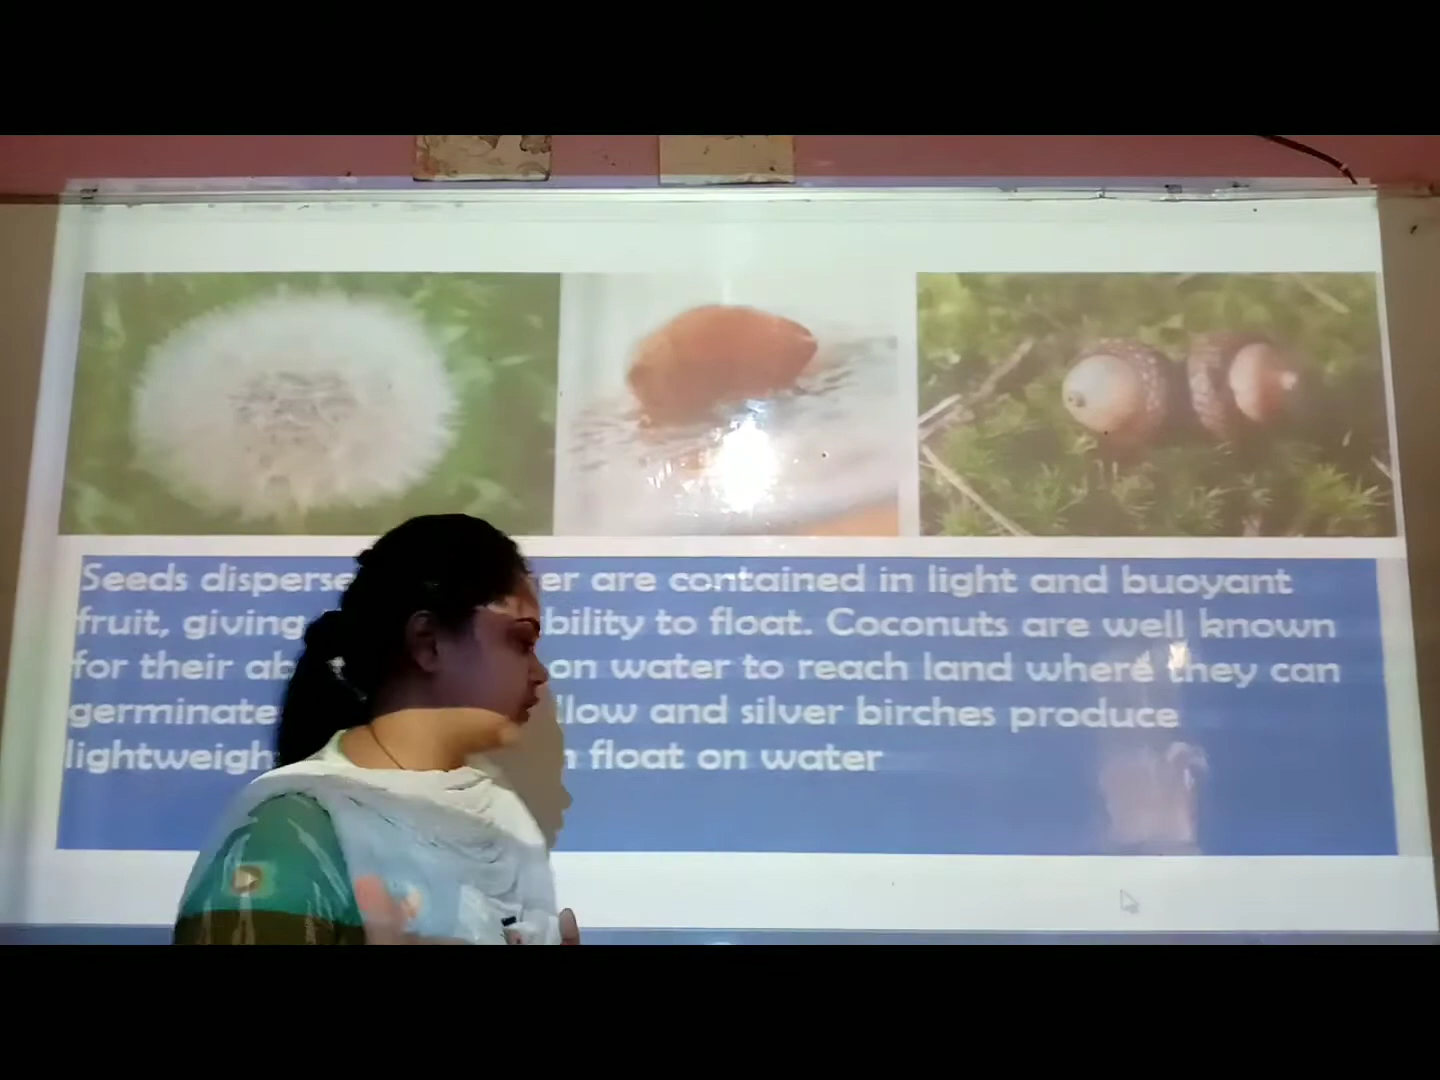 Seeds disperse er are contained in light and buoyant
fruit, giving bility to float. Coconuts are well known
for their ab on water to reach land where they can
germinate llow and silver birches produce
lightweigh n float on water